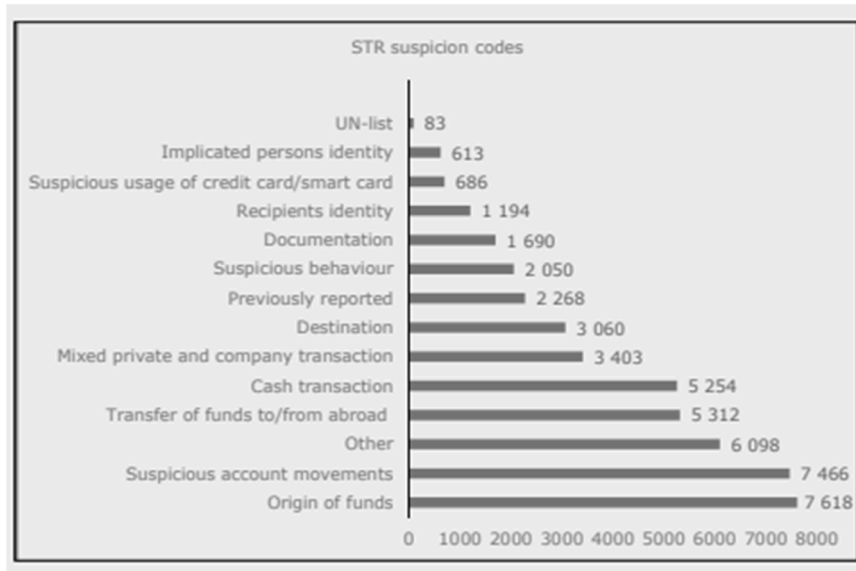 STR suspicion codes
UN-list 83
Implicated persons identity 613
Suspicious usage of credit card/smart card 686
Recipients identity 1 194
Documentation 1 690
Suspicious behaviour 2 050
Previously reported 2 268
Destination 3 060
Mixed private and company transaction 3 403
Cash transaction 5 254
Transfer of funds to/from abroad 5 312
Other 6 098
Suspicious account movements 7 466
Origin of funds 7 618
0 1000 2000 3000 4000 5000 6000 7000 8000